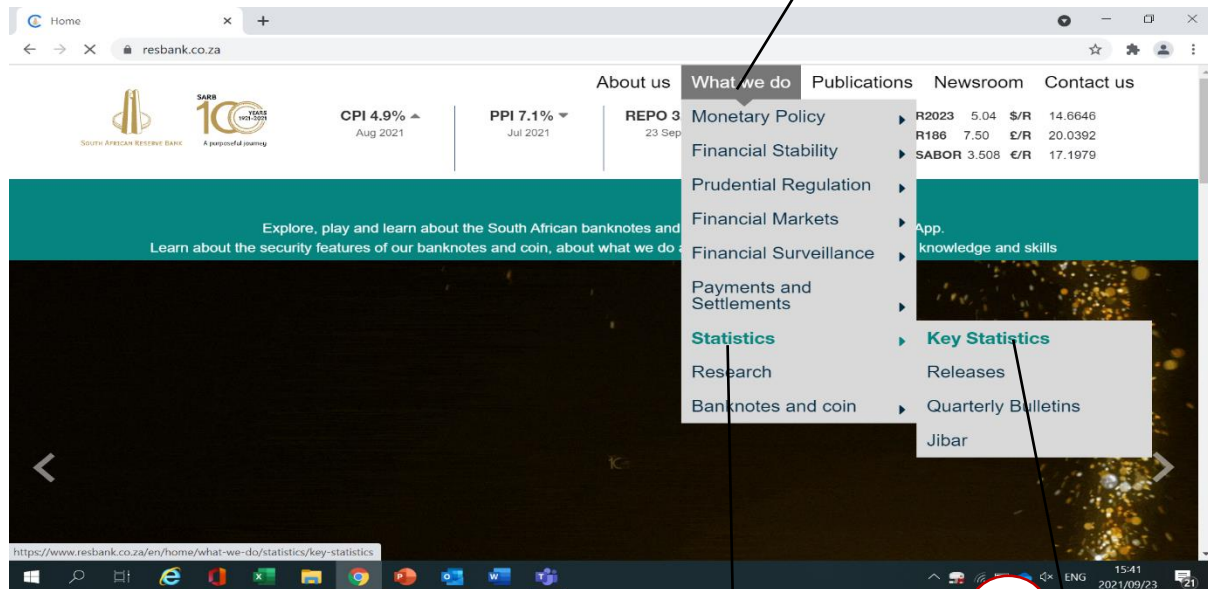 Home
resbank.co.za
About us What we do Publications Newsroom Contact us
SARB
100 YEARS
1921-2021
SOUTH AFRICAN RESERVE BANK
A purposeful journey
CPI 4.9%
Aug 2021
PPI 7.1%
Jul 2021
REPO 3
23 Sep
R2023 5.04 $/R 14.6646
R186 7.50 £/R 20.0392
SABOR 3.508 €/R 17.1979
Monetary Policy
Financial Stability
Prudential Regulation
Financial Markets
Financial Surveillance
Payments and
Settlements
Statistics
Research
Banknotes and coin
Key Statistics
Releases
Quarterly Bulletins
Jibar
Explore, play and learn about the South African banknotes and App.
Learn about the security features of our banknotes and coin, about what we do knowledge and skills
https://www.resbank.co.za/en/home/what-we-do/statistics/key-statistics
ENG
15:41
2021/09/23
21